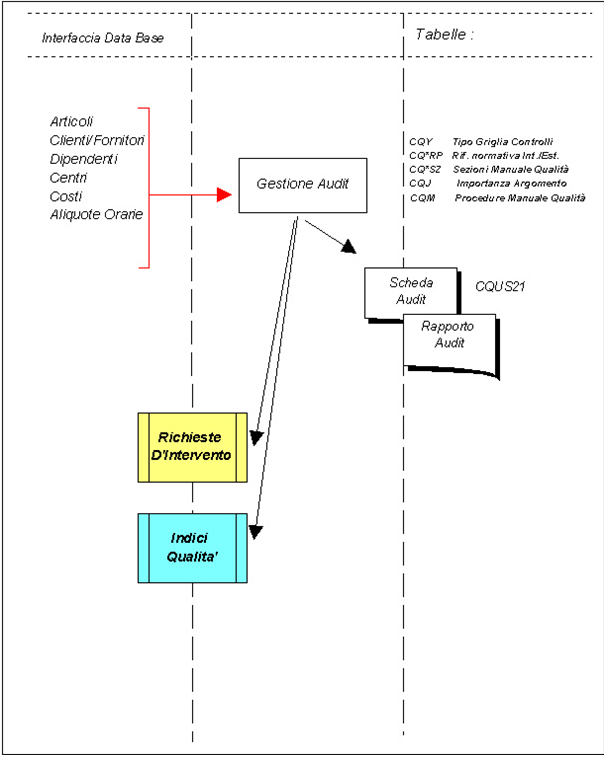 Interfaccia Data Base
Tabelle :
Articoli
Clienti/Fornitori
Dipendenti
Centri
Costi
Aliquote Orarie
Gestione Audit
CQY Tipo Griglia Controlli
CQ*RP Rif. normativa Int./Est.
CQ*SZ Sezioni Manuale Qualità
CQJ Importanza Argomento
CQM Procedure Manuale Qualità
Scheda
Audit
CQUS21
Rapporto
Audit
Richieste
D'Intervento
Indici
Qualita'